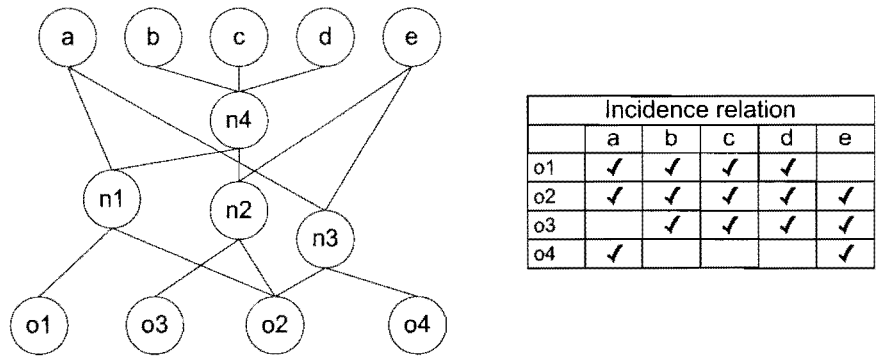 a b c d e
n4
n1 n2 n3
o1 o3 o2 o4
Incidence relation
a b c d e
o1 ✓ ✓ ✓ ✓
o2 ✓ ✓ ✓ ✓ ✓
o3 ✓ ✓ ✓ ✓
o4 ✓ ✓